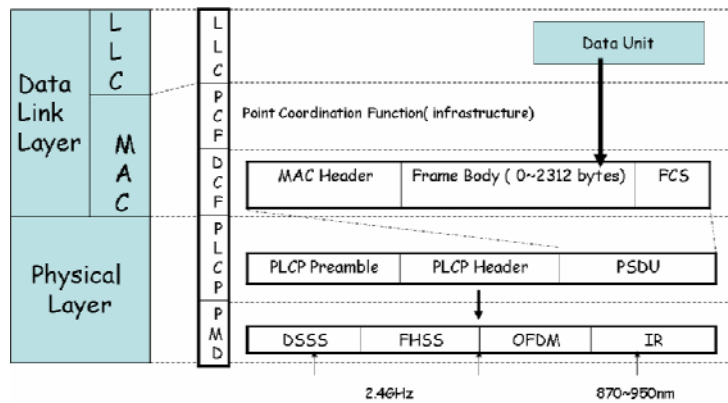 Data
Link
Layer
L
L
C
M
A
C
Physical
Layer
L
L
C
P
C
F
D
C
F
P
L
C
P
P
M
D
Data Unit
Point Coordination Function( infrastructure)
MAC Header
Frame Body ( 0~2312 bytes)
FCS
PLCP Preamble
PLCP Header
PSDU
DSSS
FHSS
OFDM
IR
2.4GHz
870~950nm